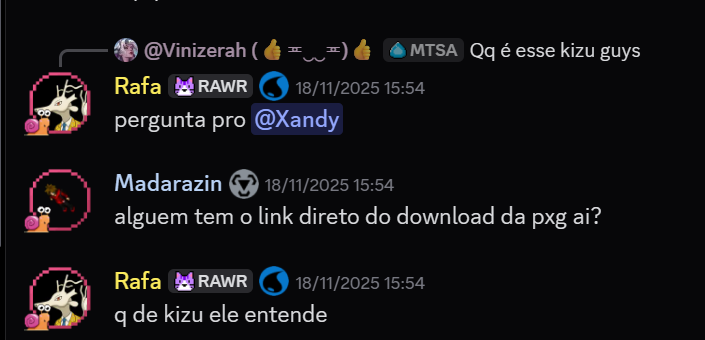 @Vinizerah (👍≖‿‿≖)👍 MTSA Qq é esse kizu guys
Rafa RAWR 18/11/2025 15:54
pergunta pro @Xandy
Madarazin 18/11/2025 15:54
alguem tem o link direto do download da pxg ai?
Rafa RAWR 18/11/2025 15:54
q de kizu ele entende